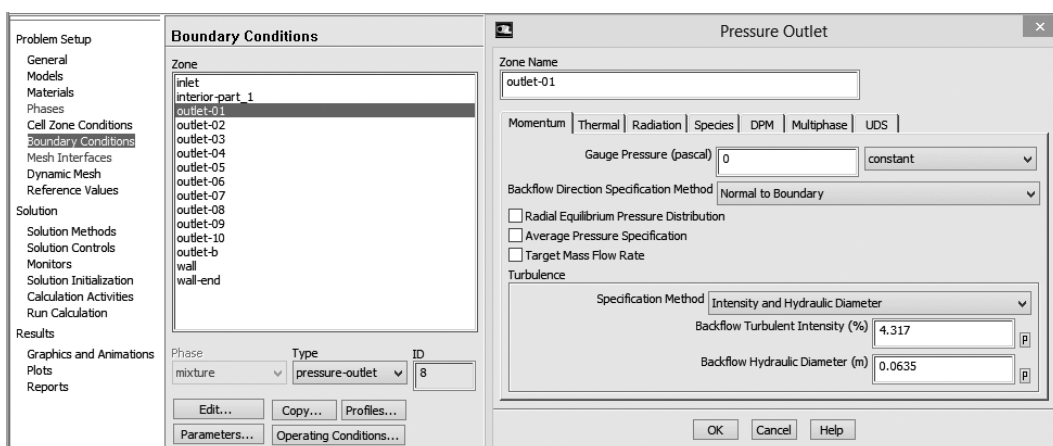 Problem Setup
General
Models
Materials
Phases
Cell Zone Conditions
Boundary Conditions
Mesh Interfaces
Dynamic Mesh
Reference Values
Solution
Solution Methods
Solution Controls
Monitors
Solution Initialization
Calculation Activities
Run Calculation
Results
Graphics and Animations
Plots
Reports
Boundary Conditions
Zone
inlet
interior-part_1
outlet-01
outlet-02
outlet-03
outlet-04
outlet-05
outlet-06
outlet-07
outlet-08
outlet-09
outlet-10
outlet-b
wall
wall-end
Phase Type ID
mixture pressure-outlet 8
Edit... Copy... Profiles...
Parameters... Operating Conditions...
Pressure Outlet
Zone Name
outlet-01
Momentum Thermal Radiation Species DPM Multiphase UDS
Gauge Pressure (pascal) 0 constant
Backflow Direction Specification Method Normal to Boundary
Radial Equilibrium Pressure Distribution
Average Pressure Specification
Target Mass Flow Rate
Turbulence
Specification Method Intensity and Hydraulic Diameter
Backflow Turbulent Intensity (%) 4.317 P
Backflow Hydraulic Diameter (m) 0.0635 P
OK Cancel Help